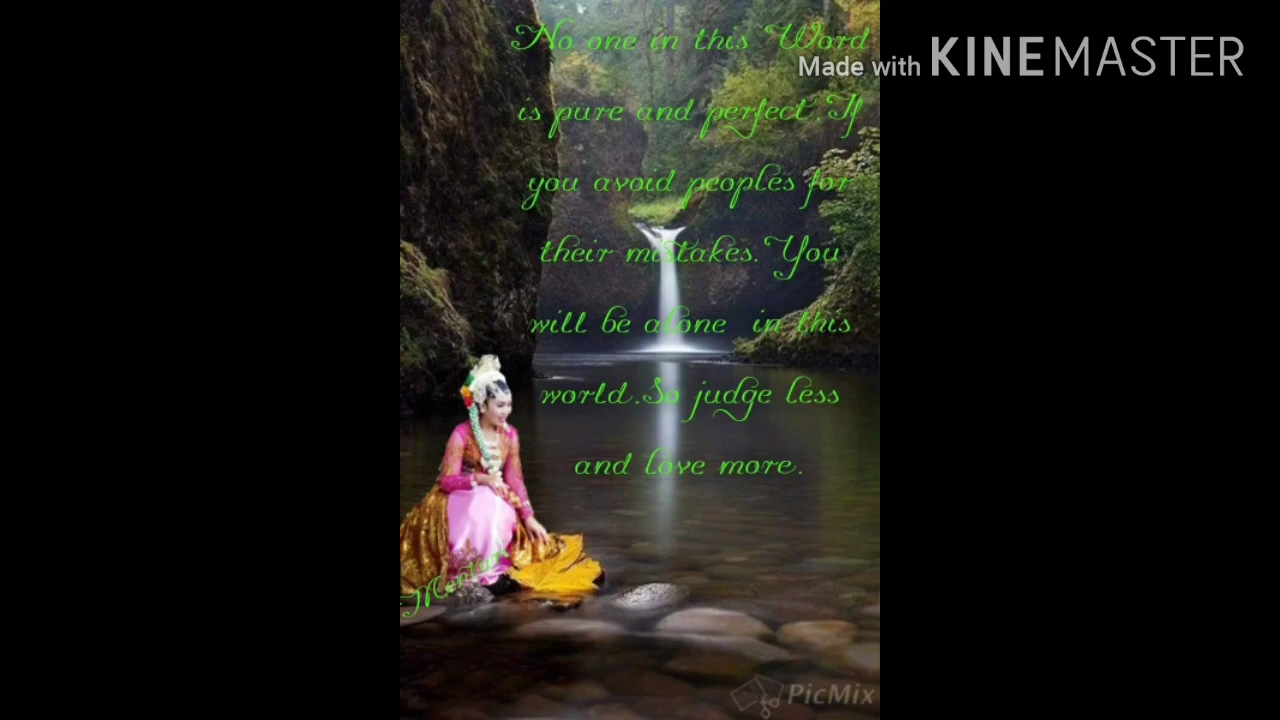 No one in this Word
Made with KINEMASTER
is pure and perfect.If
you avoid peoples for
their mistakes.You
will be alone in this
world.So judge less
and love more.
Mentari
PicMix